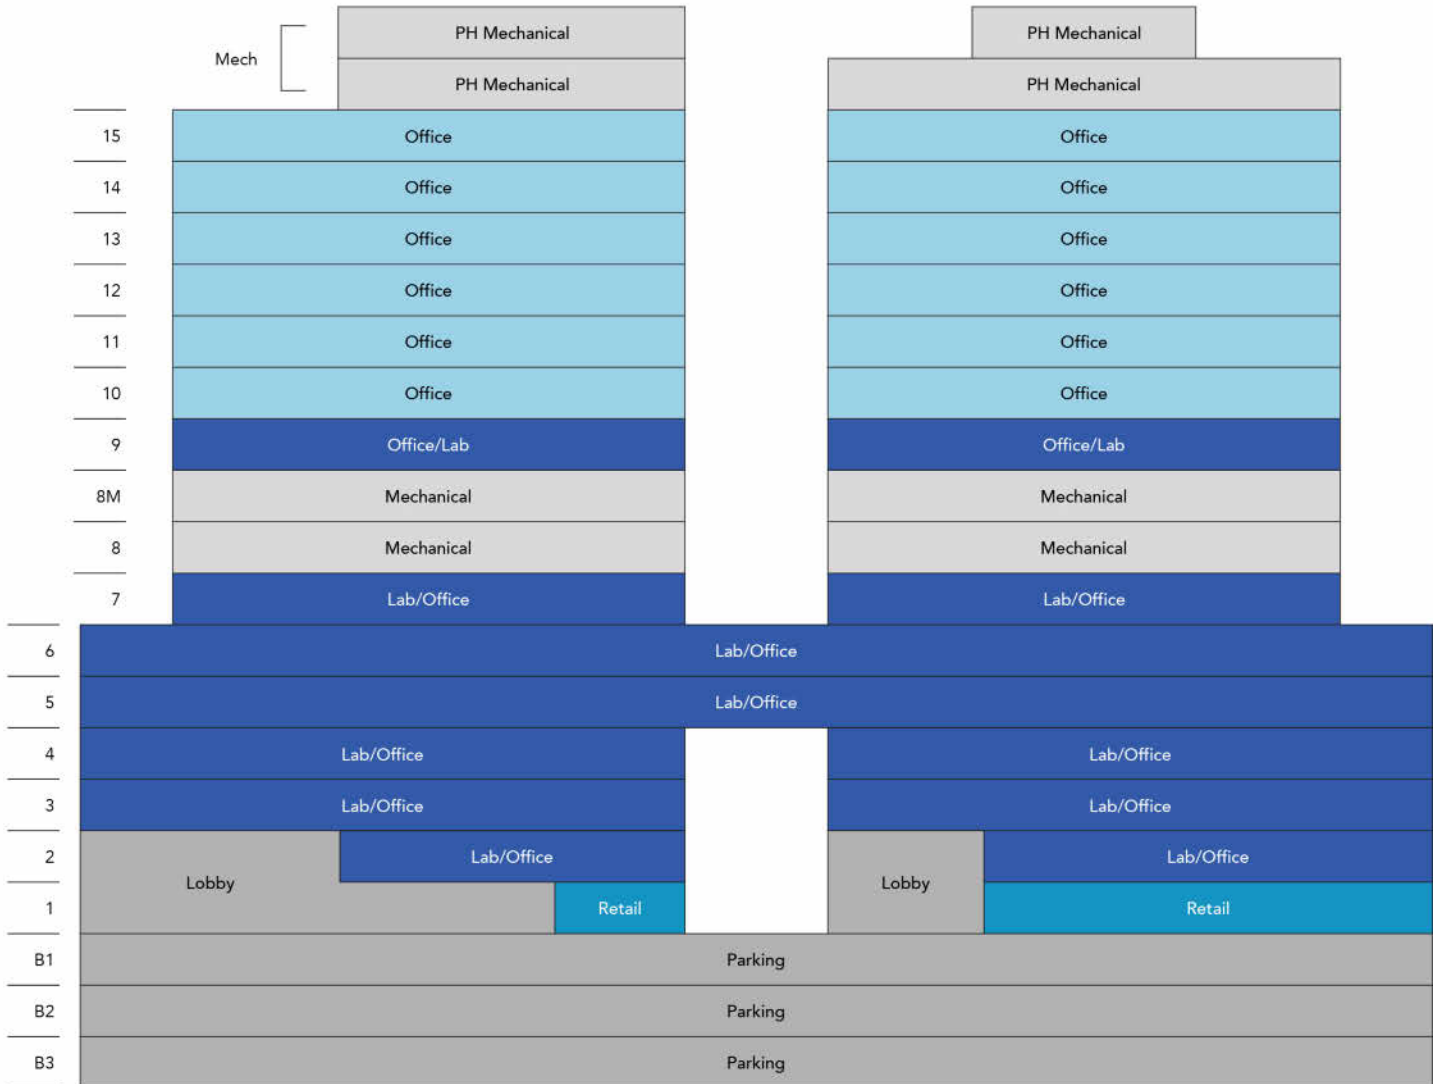 PH Mechanical PH Mechanical
Mech
PH Mechanical PH Mechanical
15 Office Office
14 Office Office
13 Office Office
12 Office Office
11 Office Office
10 Office Office
9 Office/Lab Office/Lab
8M Mechanical Mechanical
8 Mechanical Mechanical
7 Lab/Office Lab/Office
6 Lab/Office
5 Lab/Office
4 Lab/Office Lab/Office
3 Lab/Office Lab/Office
2 Lab/Office Lab/Office
Lobby Lobby
1 Retail Retail
B1 Parking
B2 Parking
B3 Parking